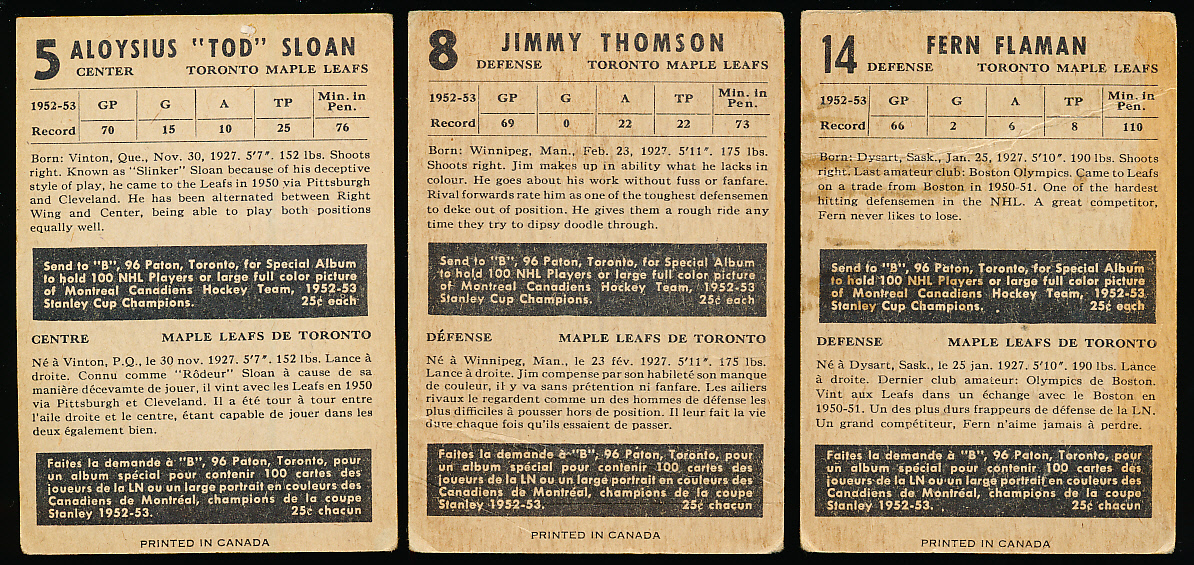 5 ALOYSIUS "TOD" SLOAN
CENTER TORONTO MAPLE LEAFS
1952-53 GP G A TP Min. in Pen.
Record 70 15 10 25 76
Born: Vinton, Que., Nov. 30, 1927. 5'7". 152 lbs. Shoots
right. Known as "Slinker" Sloan because of his deceptive
style of play, he came to the Leafs in 1950 via Pittsburgh
and Cleveland. He has been alternated between Right
Wing and Center, being able to play both positions
equally well.
Send to "B", 96 Paton, Toronto, for Special Album
to hold 100 NHL Players or large full color picture
of Montreal Canadiens Hockey Team, 1952-53
Stanley Cup Champions. 25¢ each
CENTRE MAPLE LEAFS DE TORONTO
Né à Vinton, P.Q., le 30 nov. 1927. 5'7". 152 lbs. Lance à
droite. Connu comme "Rôdeur" Sloan à cause de sa
manière décevamte de jouer, il vint avec les Leafs en 1950
via Pittsburgh et Cleveland. Il a été tour à tour entre
l'aile droite et le centre, étant capable de jouer dans les
deux également bien.
Faites la demande à "B", 96 Paton, Toronto, pour
un album spécial pour contenir 100 cartes des
joueurs de la LN ou un large portrait en couleurs des
Canadiens de Montréal, champions de la coupe
Stanley 1952-53. 25¢ chacun
PRINTED IN CANADA
8 JIMMY THOMSON
DEFENSE TORONTO MAPLE LEAFS
1952-53 GP G A TP Min. in Pen.
Record 69 0 22 22 73
Born: Winnipeg, Man., Feb. 23, 1927. 5'11". 175 lbs.
Shoots right. Jim makes up in ability what he lacks in
colour. He goes about his work without fuss or fanfare.
Rival forwards rate him as one of the toughest defensemen
to deke out of position. He gives them a rough ride any
time they try to dipsy doodle through.
Send to "B", 96 Paton, Toronto, for Special Album
to hold 100 NHL Players or large full color picture
of Montreal Canadiens Hockey Team, 1952-53
Stanley Cup Champions. 25¢ each
DÉFENSE MAPLE LEAFS DE TORONTO
Né a Winnipeg, Man., le 23 fév. 1927. 5'11". 175 lbs.
Lance à droite. Jim compense par son habileté son manque
de couleur, il y va sans prétention ni fanfare. Les ailiers
rivaux le regardent comme un des hommes de défense les
plus difficiles à pousser hors de position. Il leur fait la vie
dure chaque fois qu'ils essaient de passer.
Faites la demande à "B", 96 Paton, Toronto, pour
un album spécial pour contenir 100 cartes des
joueurs de la LN ou un large portrait en couleurs des
Canadiens de Montréal, champions de la coupe
Stanley 1952-53. 25¢ chacun
PRINTED IN CANADA
14 FERN FLAMAN
DEFENSE TORONTO MAPLE LEAFS
1952-53 GP G A TP Min. in Pen.
Record 66 2 6 8 110
Born: Dysart, Sask., Jan. 25, 1927. 5'10". 190 lbs. Shoots
right. Last amateur club: Boston Olympics. Came to Leafs
on a trade from Boston in 1950-51. One of the hardest
hitting defensemen in the NHL. A great competitor,
Fern never likes to lose.
Send to "B", 96 Paton, Toronto, for Special Album
to hold 100 NHL Players or large full color picture
of Montreal Canadiens Hockey Team, 1952-53
Stanley Cup Champions. 25¢ each
DEFENSE MAPLE LEAFS DE TORONTO
Né à Dysart, Sask., le 25 jan. 1927. 5'10". 190 lbs. Lance
à droite. Dernier club amateur: Olympics de Boston.
Vint aux Leafs dans un échange avec le Boston en
1950-51. Un des plus durs frappeurs de défense de la LN.
Un grand compétiteur, Fern n'aime jamais à perdre.
Faites la demande à "B", 96 Paton, Toronto, pour
un album spécial pour contenir 100 cartes des
joueurs de la LN ou un large portrait en couleurs des
Canadiens de Montréal, champions de la coupe
Stanley 1952-53. 25¢ chacun
PRINTED IN CANADA